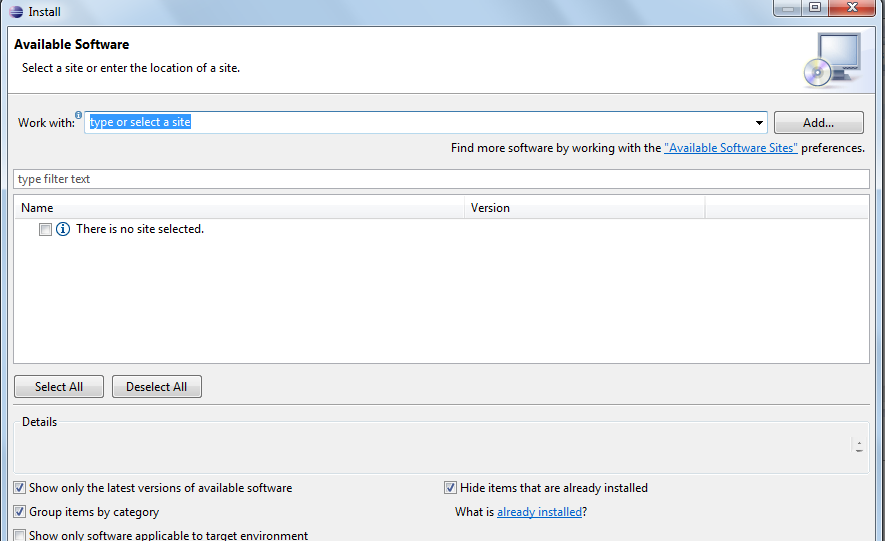 Install
Available Software
Select a site or enter the location of a site.
Work with: type or select a site Add...
Find more software by working with the "Available Software Sites" preferences.
type filter text
Name Version
There is no site selected.
Select All Deselect All
Details
Show only the latest versions of available software Hide items that are already installed
Group items by category What is already installed?
Show only software applicable to target environment